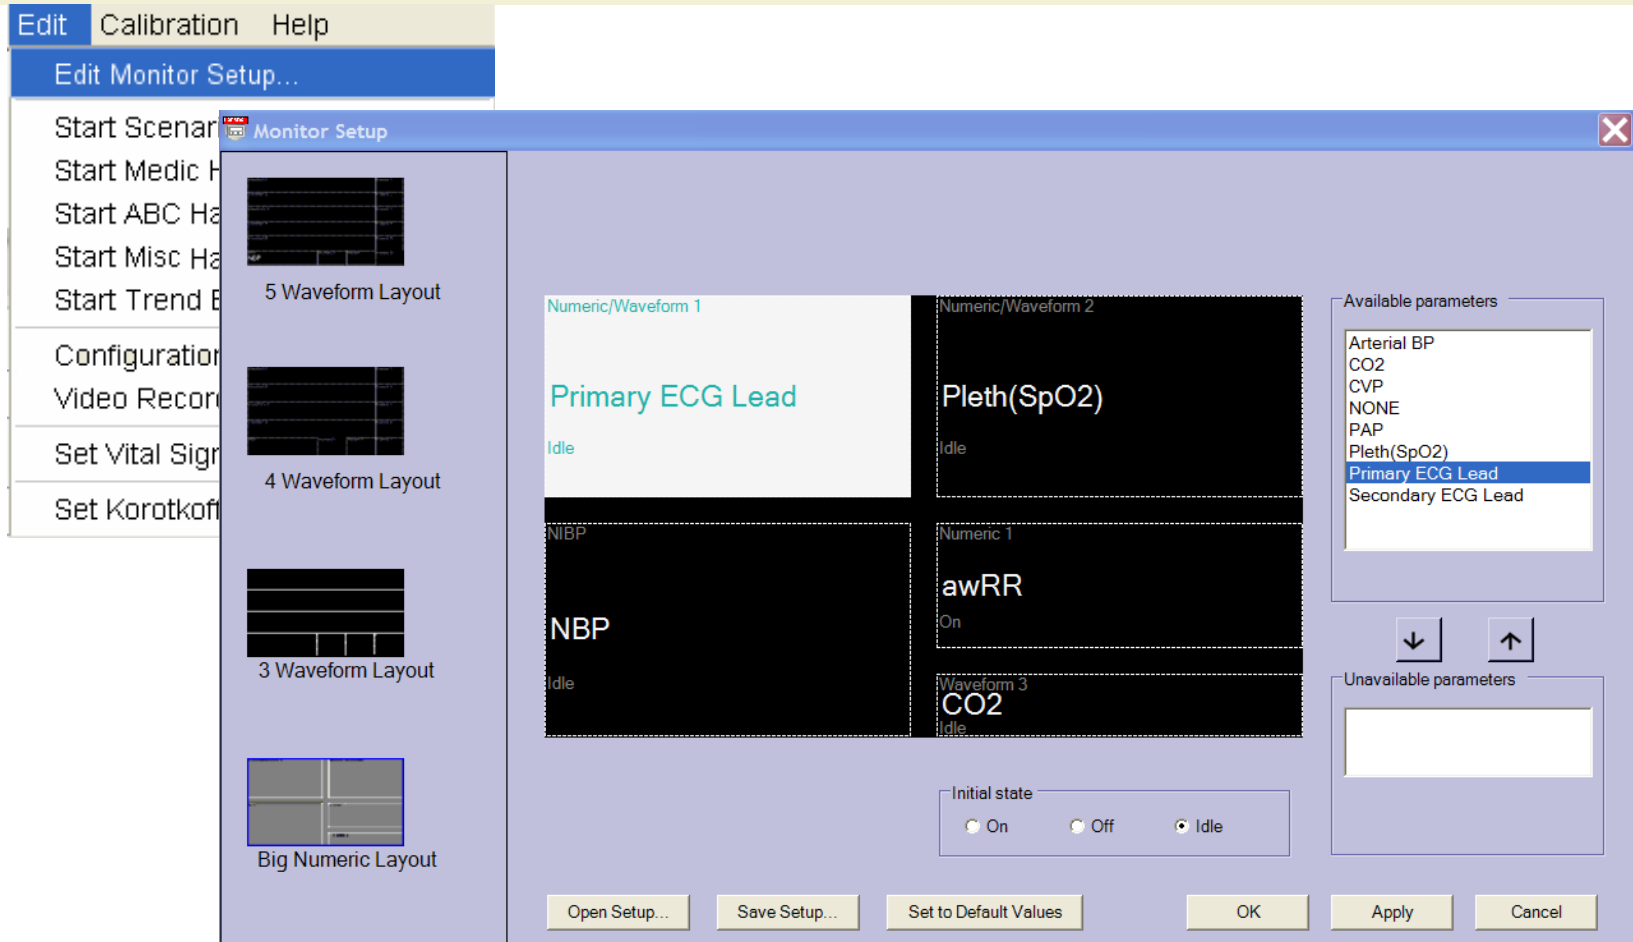 Edit Calibration Help
Edit Monitor Setup...
Start Scenar
Start Medic H
Start ABC Ha
Start Misc Ha
Start Trend E
Configuration
Video Record
Set Vital Sign
Set Korotkoff
Monitor Setup
5 Waveform Layout
4 Waveform Layout
3 Waveform Layout
Big Numeric Layout
Numeric/Waveform 1
Primary ECG Lead
Idle
Numeric/Waveform 2
Pleth(SpO2)
Idle
NIBP
NBP
Idle
Numeric 1
awRR
On
Waveform 3
CO2
Idle
Initial state
On Off Idle
Available parameters
Arterial BP
CO2
CVP
NONE
PAP
Pleth(SpO2)
Primary ECG Lead
Secondary ECG Lead
Unavailable parameters
Open Setup... Save Setup... Set to Default Values OK Apply Cancel